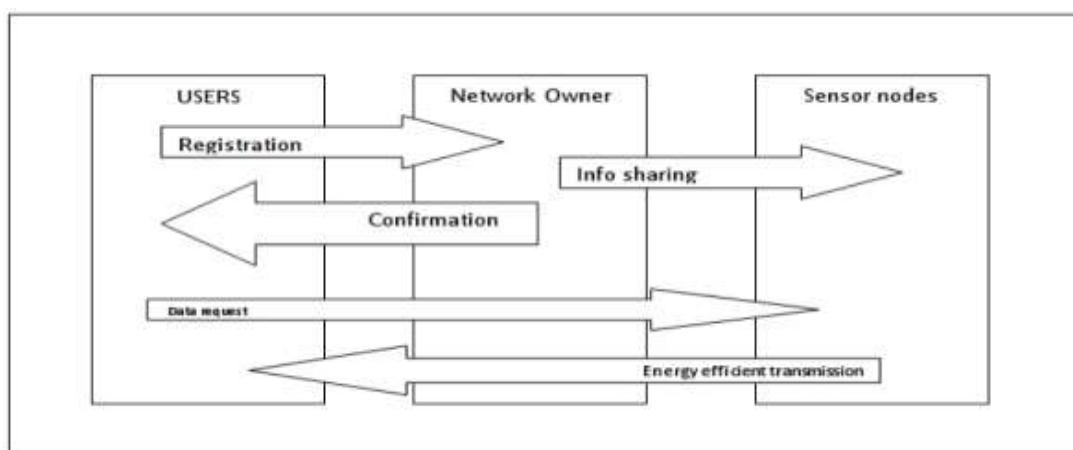 USERS
Network Owner
Sensor nodes
Registration
Info sharing
Confirmation
Data request
Energy efficient transmission